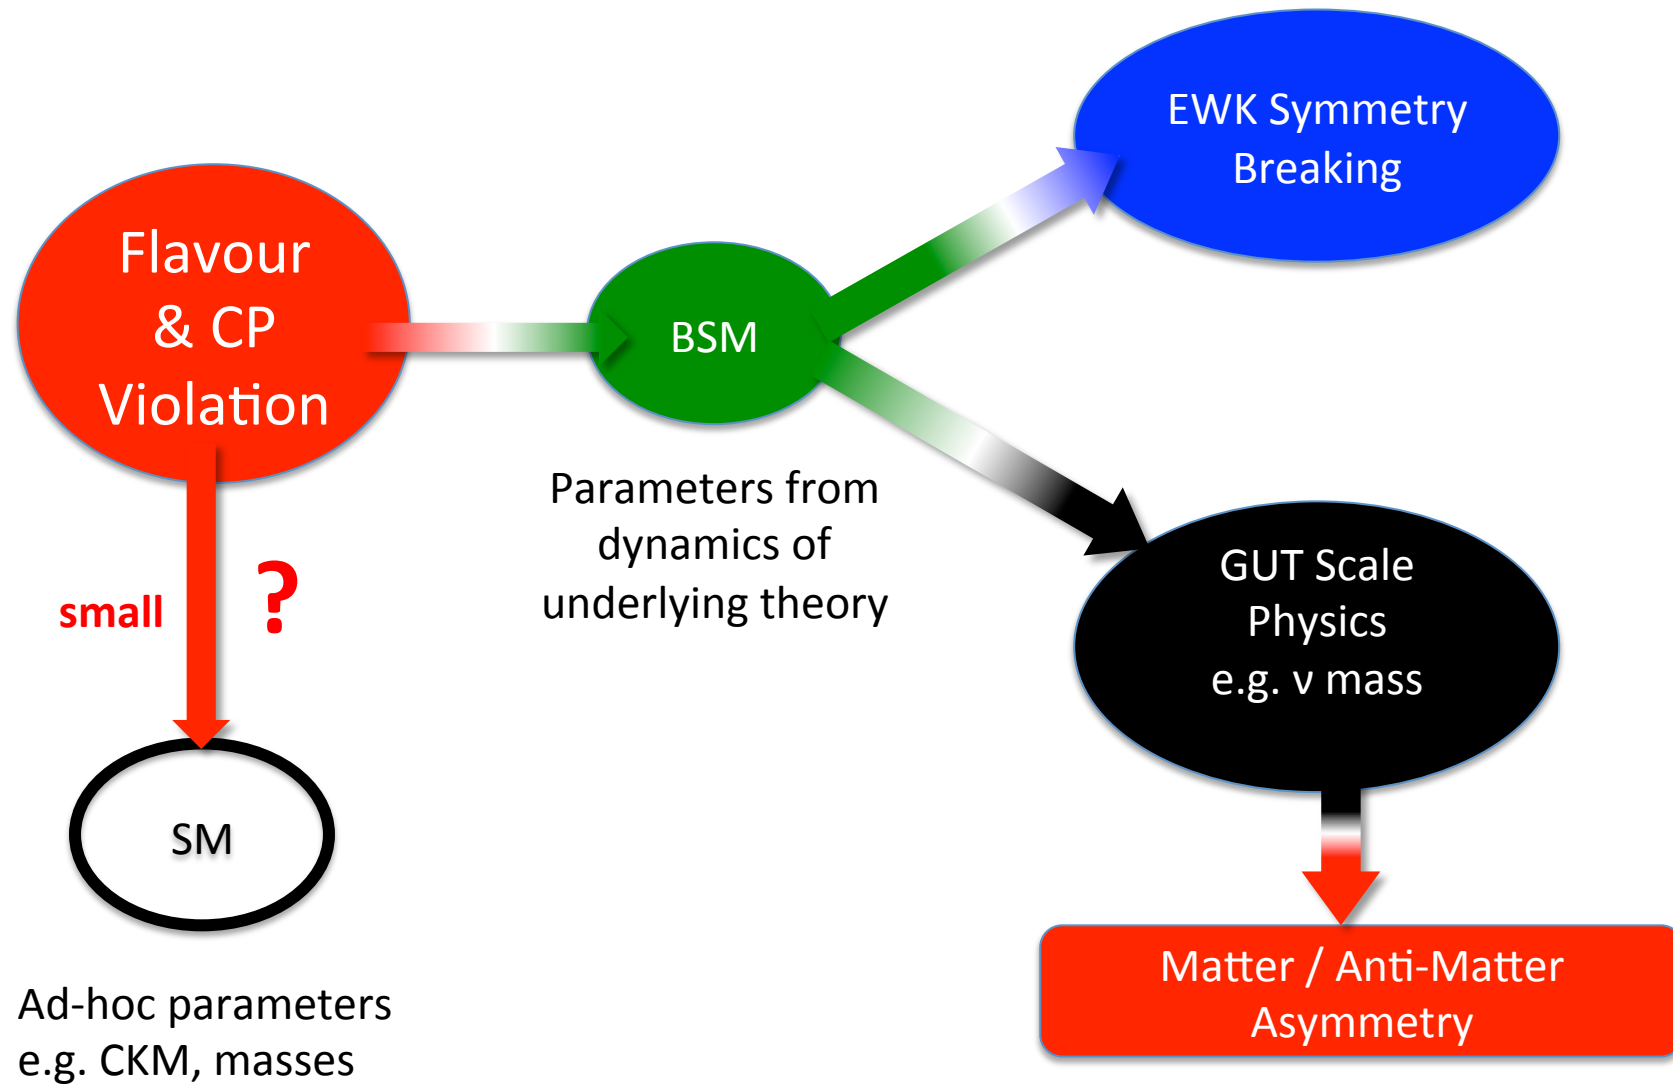 EWK Symmetry
Breaking
Flavour
& CP
Violation
BSM
Parameters from
dynamics of
underlying theory
small
?
GUT Scale
Physics
e.g. ν mass
SM
Ad-hoc parameters
e.g. CKM, masses
Matter / Anti-Matter
Asymmetry